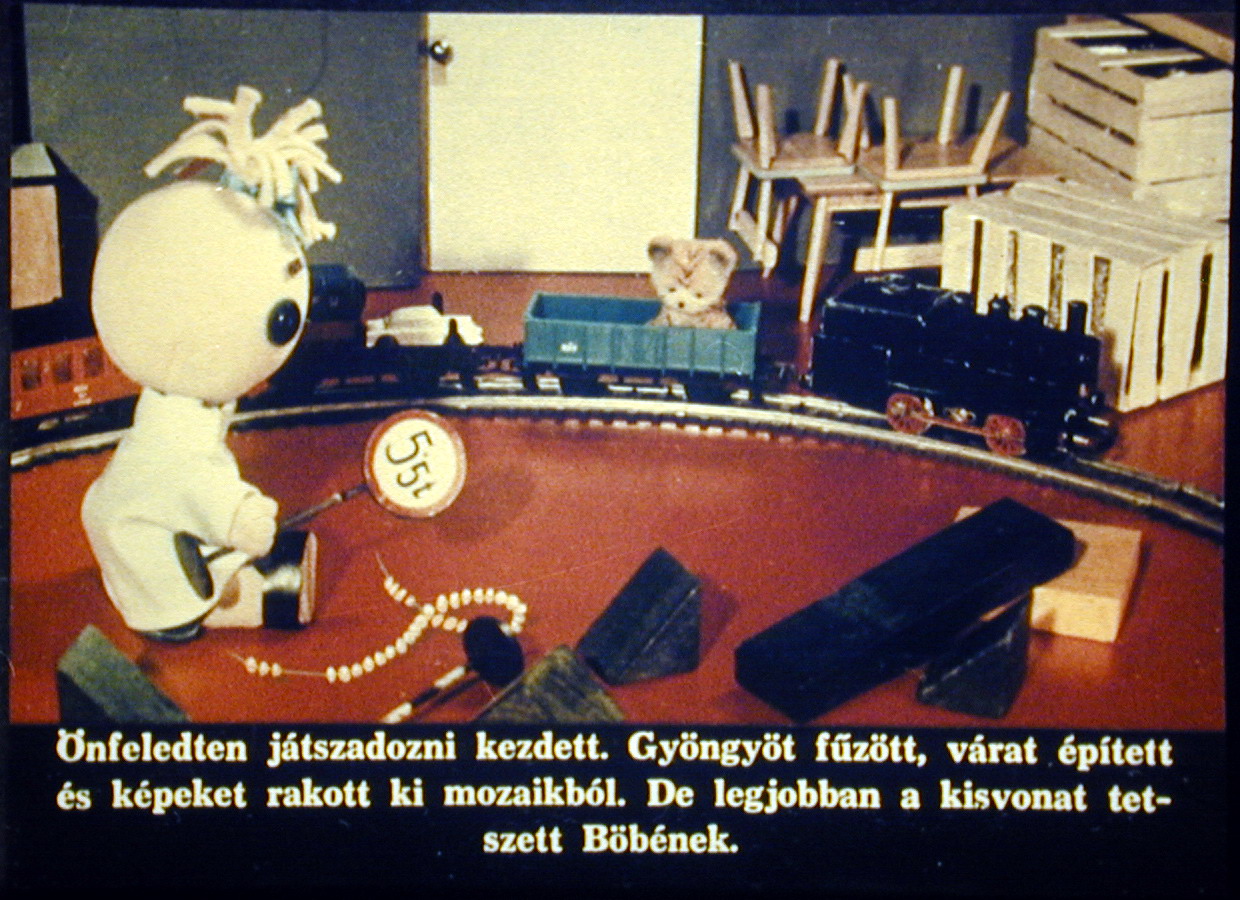 5'5t
Önfeledten játszadozni kezdett. Gyöngyöt fűzött, várat épített
és képeket rakott ki mozaikból. De legjobban a kisvonat tet-
szett Böbének.